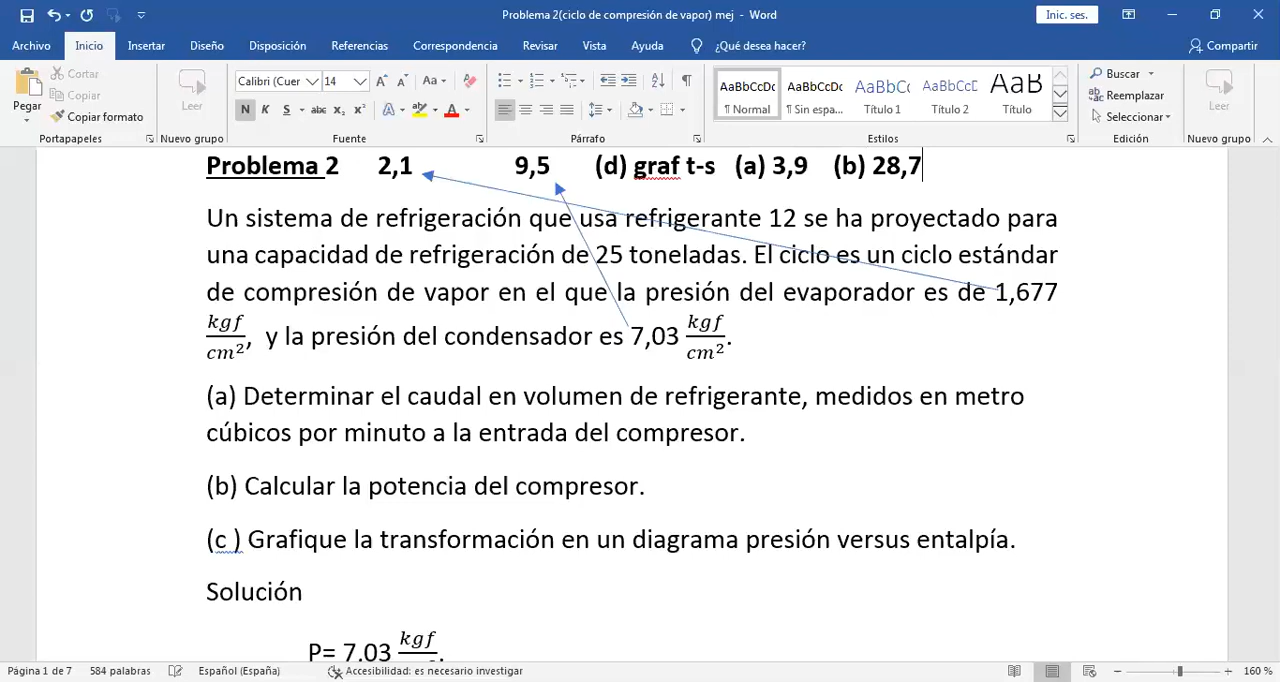 Problema 2(ciclo de compresión de vapor) mej - Word
Inic. ses.
Archivo Inicio Insertar Diseño Disposición Referencias Correspondencia Revisar Vista Ayuda ¿Qué desea hacer? Compartir
Pegar
Cortar
Copiar
Copiar formato
Portapapeles
Leer
Nuevo grupo
Calibri (Cuer 14
N K S abc x₂ x²
Fuente
Párrafo
AaBbCcDc AaBbCcDc AaBbCc AaBbCcD AaB
¶ Normal ¶ Sin espa... Título 1 Título 2 Título
Estilos
Buscar
Reemplazar
Seleccionar
Edición
Leer
Nuevo grupo
Problema 2 2,1 9,5 (d) graf t-s (a) 3,9 (b) 28,7
Un sistema de refrigeración que usa refrigerante 12 se ha proyectado para
una capacidad de refrigeración de 25 toneladas. El ciclo es un ciclo estándar
de compresión de vapor en el que la presión del evaporador es de 1,677
kgf/cm², y la presión del condensador es 7,03 kgf/cm².
(a) Determinar el caudal en volumen de refrigerante, medidos en metro
cúbicos por minuto a la entrada del compresor.
(b) Calcular la potencia del compresor.
(c ) Grafique la transformación en un diagrama presión versus entalpía.
Solución
P= 7,03 kgf
Página 1 de 7 584 palabras Español (España) Accesibilidad: es necesario investigar 160 %